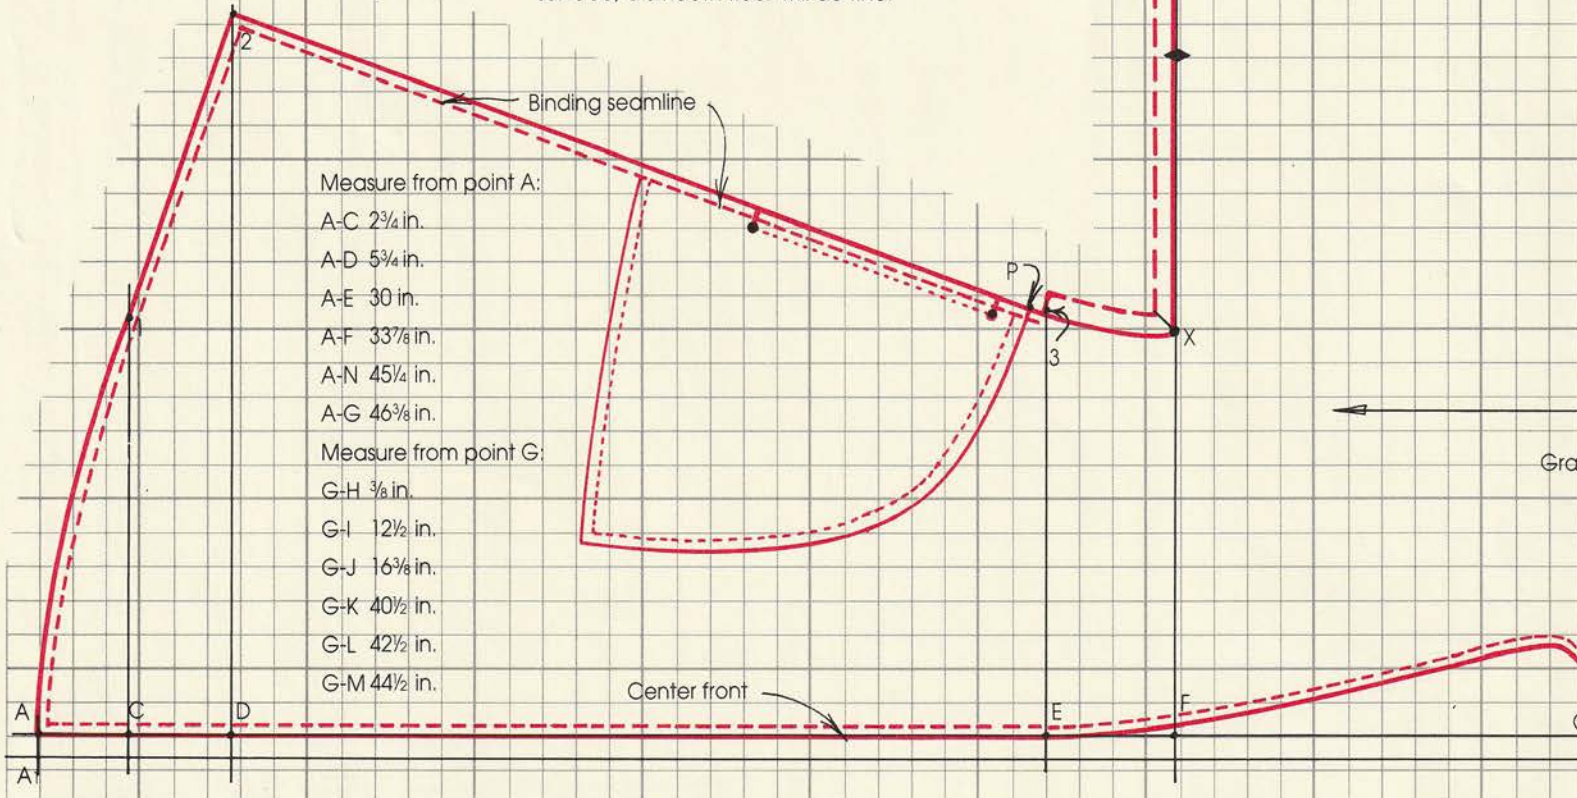 2
Binding seamline
Measure from point A:
A-C 2¾ in.
A-D 5¾ in.
A-E 30 in.
A-F 33⅞ in.
A-N 45¼ in.
A-G 46⅜ in.
Measure from point G:
G-H ⅜ in.
G-I 12½ in.
G-J 16⅜ in.
G-K 40½ in.
G-L 42½ in.
G-M 44½ in.
1
P
3
X
Gra
Center front
A
C
D
E
F
A¹